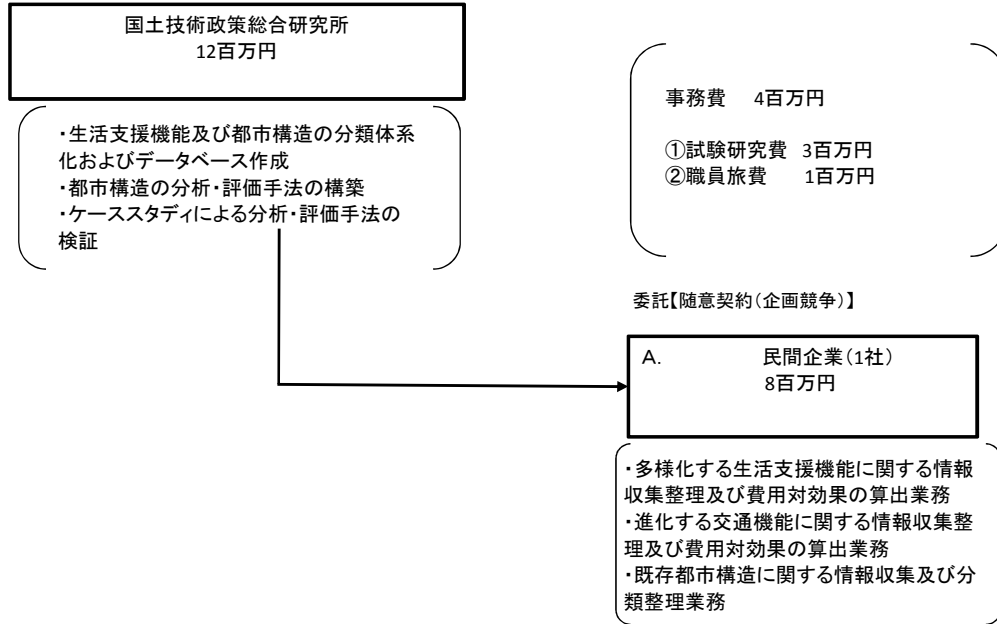 国土技術政策総合研究所
12百万円
・生活支援機能及び都市構造の分類体系
化およびデータベース作成
・都市構造の分析・評価手法の構築
・ケーススタディによる分析・評価手法の
検証
事務費　4百万円
①試験研究費 3百万円
②職員旅費　1百万円
委託【随意契約(企画競争)】
A.　民間企業(1社)
8百万円
・多様化する生活支援機能に関する情報
収集整理及び費用対効果の算出業務
・進化する交通機能に関する情報収集整
理及び費用対効果の算出業務
・既存都市構造に関する情報収集及び分
類整理業務